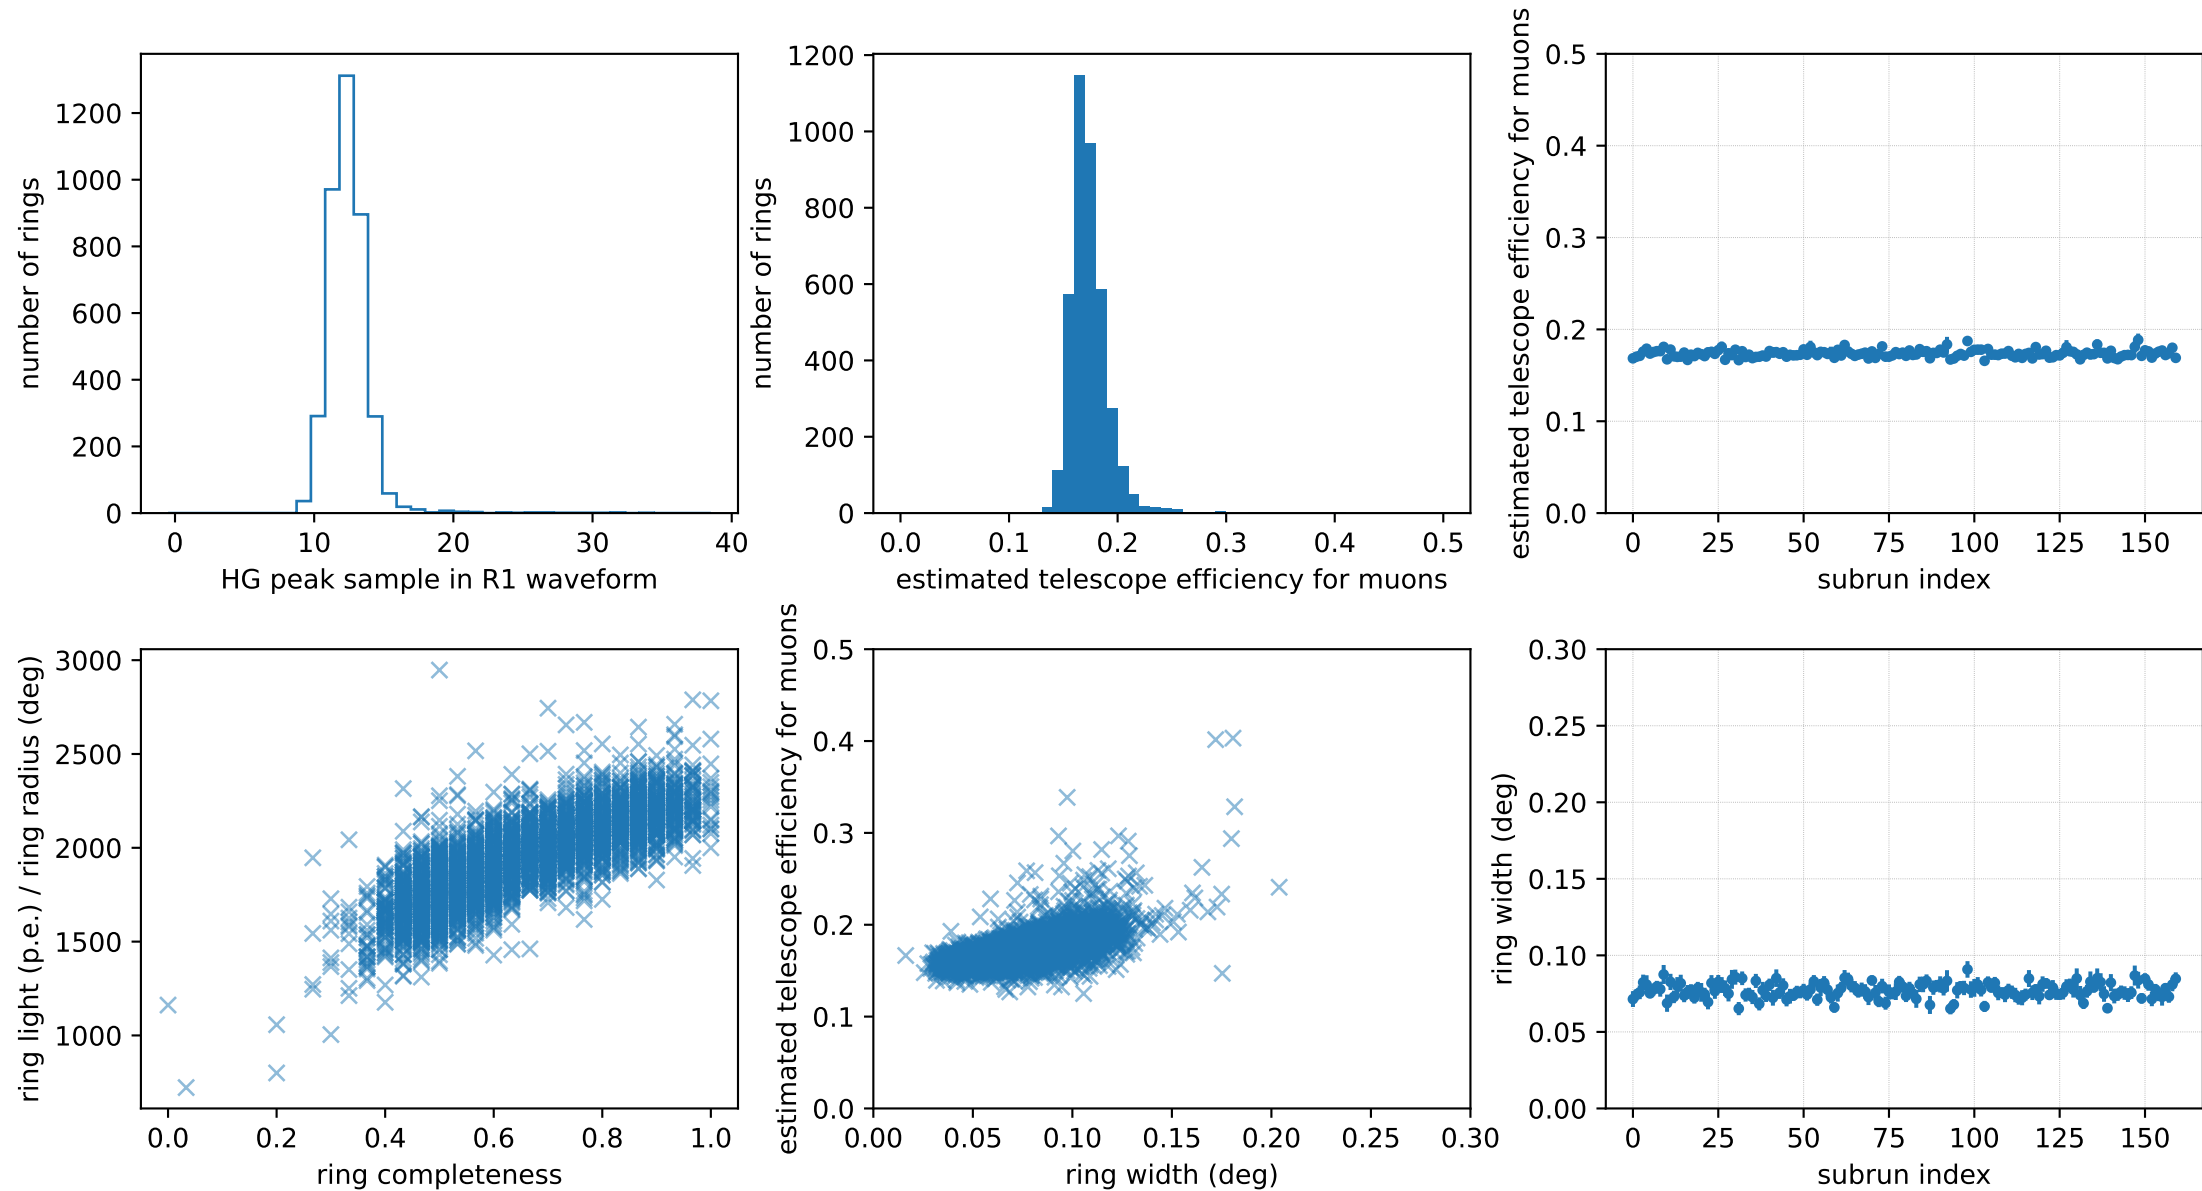 number of rings
1200
1000
800
600
400
200
0
0 10 20 30 40
HG peak sample in R1 waveform
number of rings
1200
1000
800
600
400
200
0
0.0 0.1 0.2 0.3 0.4 0.5
estimated telescope efficiency for muons
estimated telescope efficiency for muons
0.5
0.4
0.3
0.2
0.1
0.0
0 25 50 75 100 125 150
subrun index
ring light (p.e.) / ring radius (deg)
3000
2500
2000
1500
1000
0.0 0.2 0.4 0.6 0.8 1.0
ring completeness
estimated telescope efficiency for muons
0.5
0.4
0.3
0.2
0.1
0.0
0.00 0.05 0.10 0.15 0.20 0.25 0.30
ring width (deg)
ring width (deg)
0.30
0.25
0.20
0.15
0.10
0.05
0.00
0 25 50 75 100 125 150
subrun index